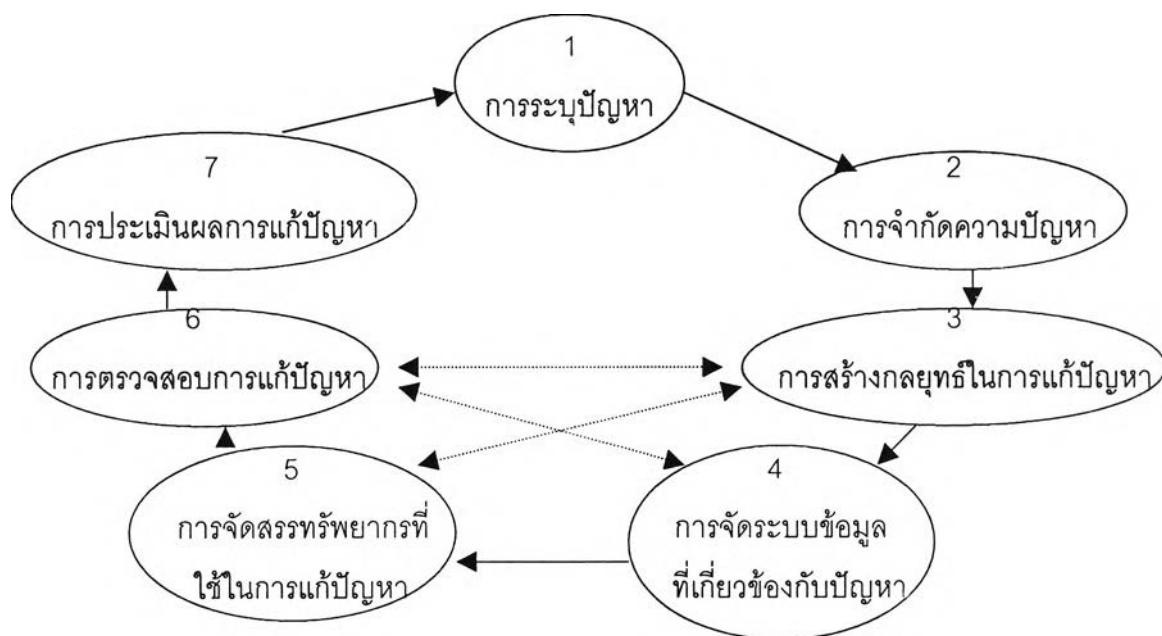 1
การระบุปัญหา
2
การจำกัดความปัญหา
3
การสร้างกลยุทธ์ในการแก้ปัญหา
4
การจัดระบบข้อมูล
ที่เกี่ยวข้องกับปัญหา
5
การจัดสรรทรัพยากรที่
ใช้ในการแก้ปัญหา
6
การตรวจสอบการแก้ปัญหา
7
การประเมินผลการแก้ปัญหา